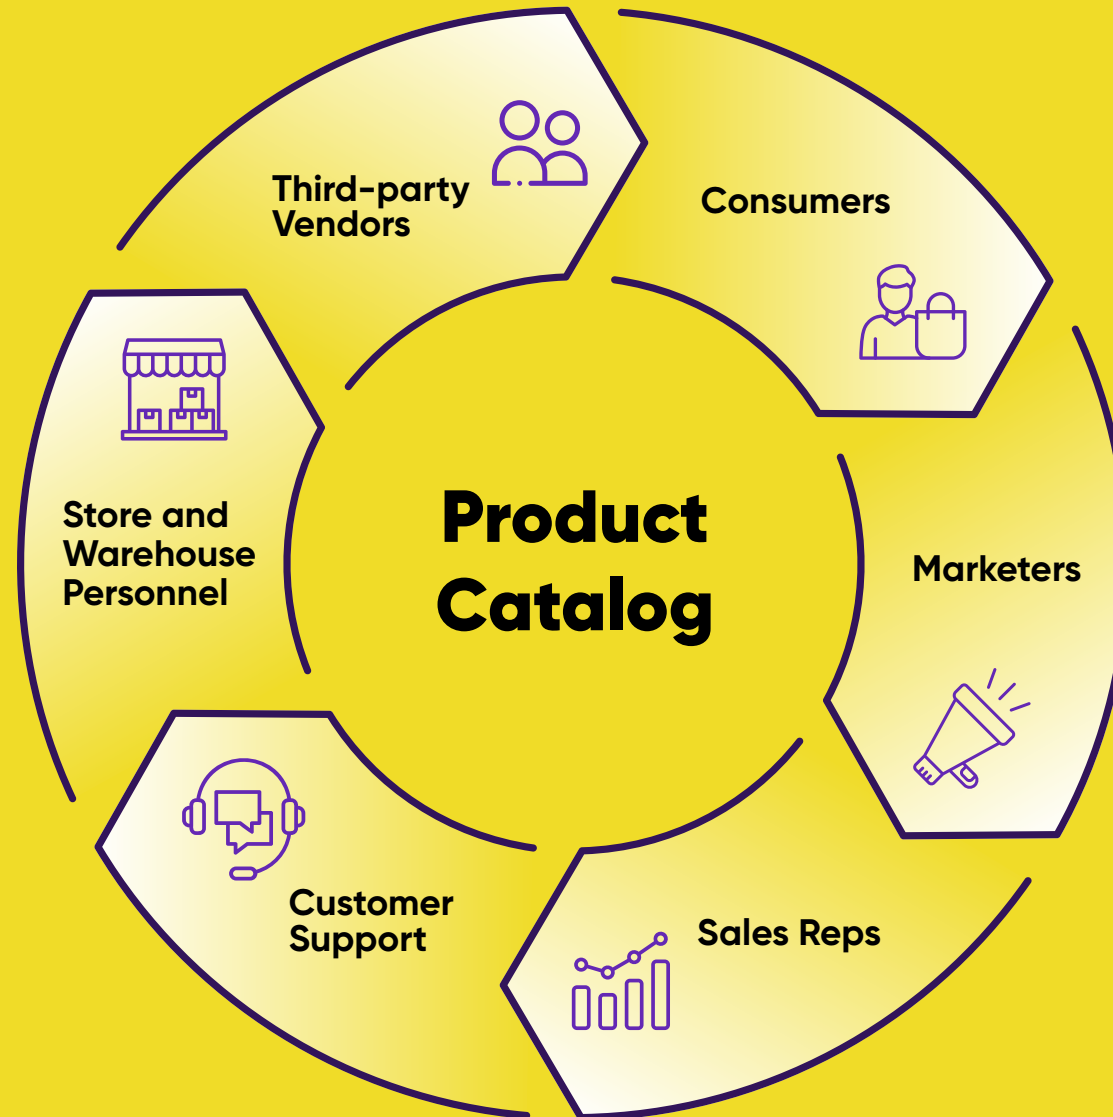 Third-party
Vendors
Consumers
Store and
Warehouse
Personnel
Product
Catalog
Marketers
Customer
Support
Sales Reps